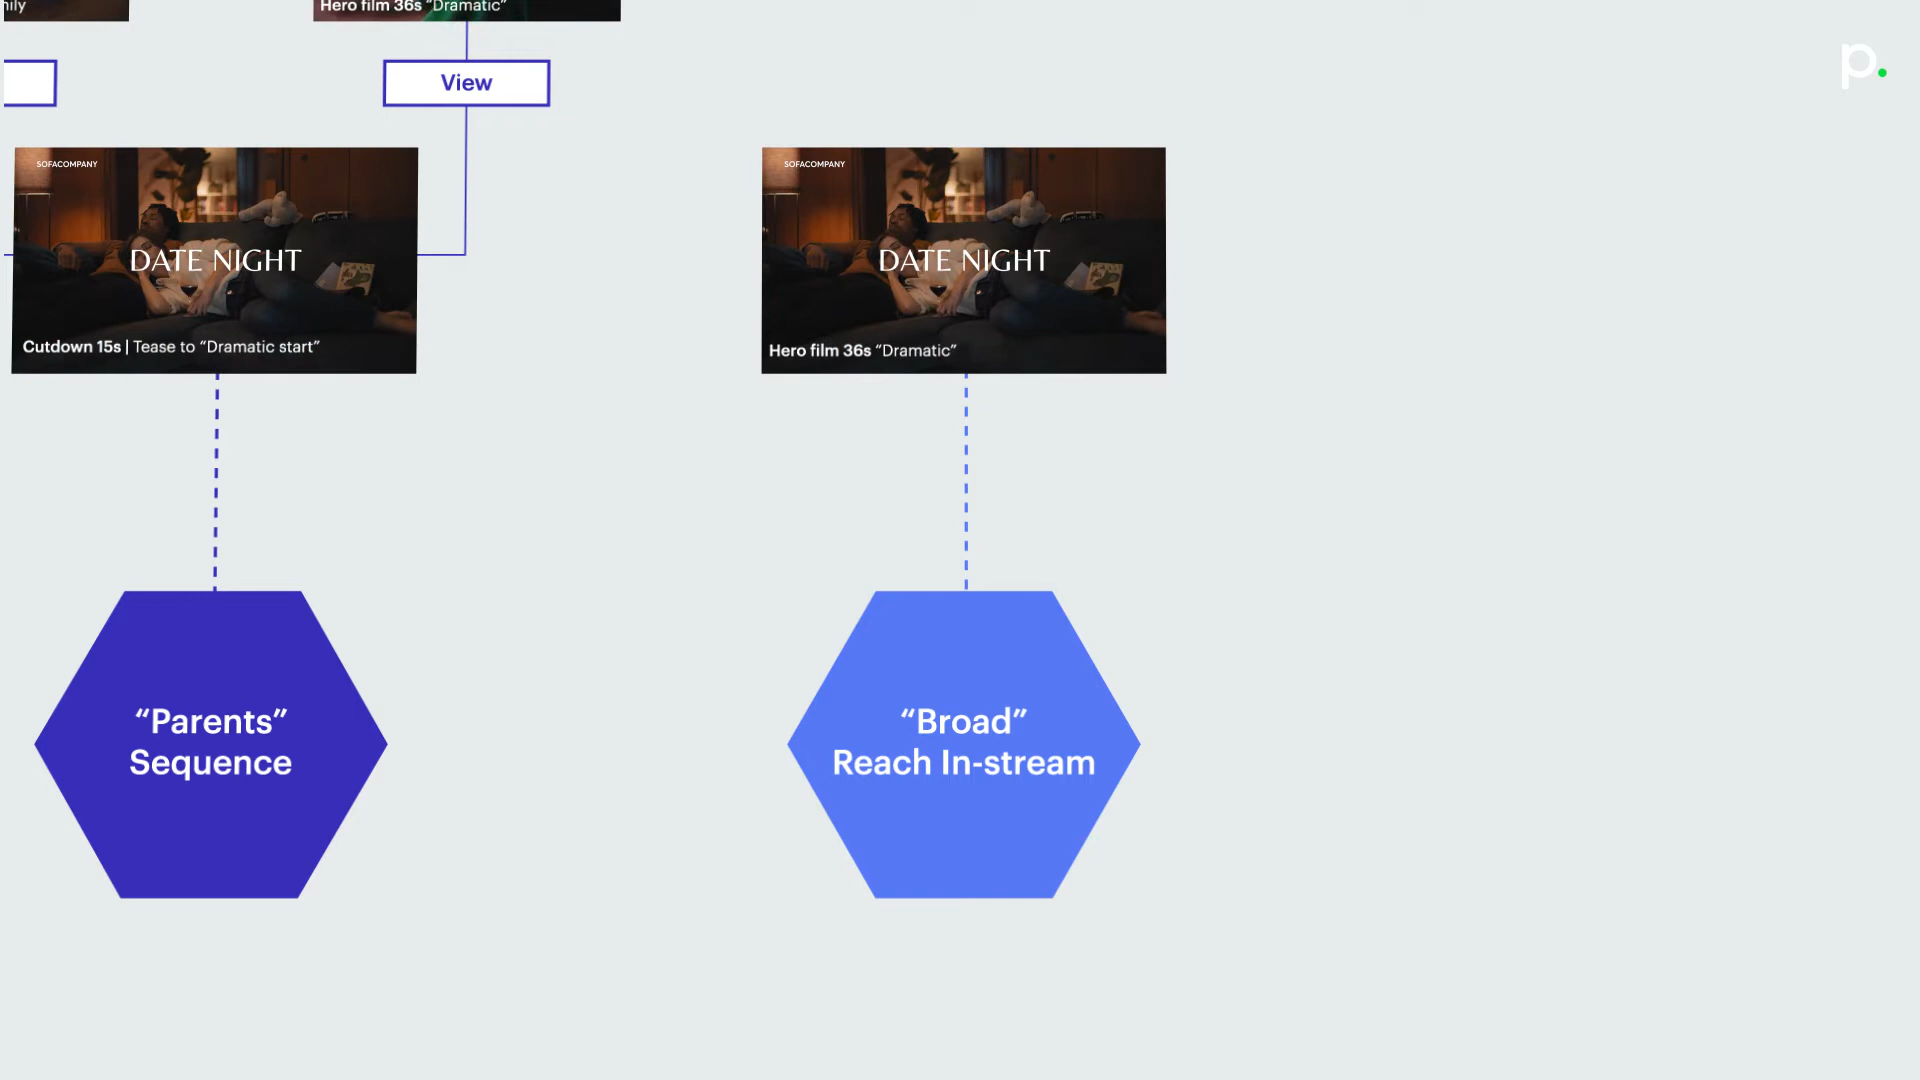 Hero film 36s “Dramatic”
View
SOFACOMPANY
DATE NIGHT
Cutdown 15s | Tease to “Dramatic start”
SOFACOMPANY
DATE NIGHT
Hero film 36s “Dramatic”
“Parents”
Sequence
“Broad”
Reach In-stream
p.